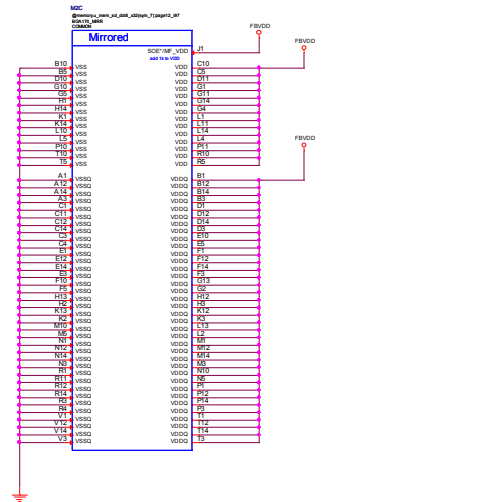 M2C
@memory.u_mem_sd_ddr5_x32(sym_7)page12_I97
BGA170_MIRR
COMMON
Mirrored
FBVDD
FBVDD
FBVDD
SOE*/MF_VDD J1
add 1k to VDD
B10 VSS VDD C10
B5 VSS VDD C5
D10 VSS VDD D11
G10 VSS VDD G1
G5 VSS VDD G11
H1 VSS VDD G14
H14 VSS VDD G4
K1 VSS VDD L1
K14 VSS VDD L11
L10 VSS VDD L14
L5 VSS VDD L4
P10 VSS VDD P11
T10 VSS VDD R10
T5 VSS VDD R5
A1 VSSQ VDDQ B1
A12 VSSQ VDDQ B12
A14 VSSQ VDDQ B14
A3 VSSQ VDDQ B3
C1 VSSQ VDDQ D1
C11 VSSQ VDDQ D12
C12 VSSQ VDDQ D14
C14 VSSQ VDDQ D3
C3 VSSQ VDDQ E10
C4 VSSQ VDDQ E5
E1 VSSQ VDDQ F1
E12 VSSQ VDDQ F12
E14 VSSQ VDDQ F14
E3 VSSQ VDDQ F3
F10 VSSQ VDDQ G13
F5 VSSQ VDDQ G2
H13 VSSQ VDDQ H12
H2 VSSQ VDDQ H3
K13 VSSQ VDDQ K12
K2 VSSQ VDDQ K3
M10 VSSQ VDDQ L13
M5 VSSQ VDDQ L2
N1 VSSQ VDDQ M1
N12 VSSQ VDDQ M12
N14 VSSQ VDDQ M14
N3 VSSQ VDDQ M3
R1 VSSQ VDDQ N10
R11 VSSQ VDDQ N5
R12 VSSQ VDDQ P1
R14 VSSQ VDDQ P12
R3 VSSQ VDDQ P14
R4 VSSQ VDDQ P3
V1 VSSQ VDDQ T1
V12 VSSQ VDDQ T12
V14 VSSQ VDDQ T14
V3 VSSQ VDDQ T3